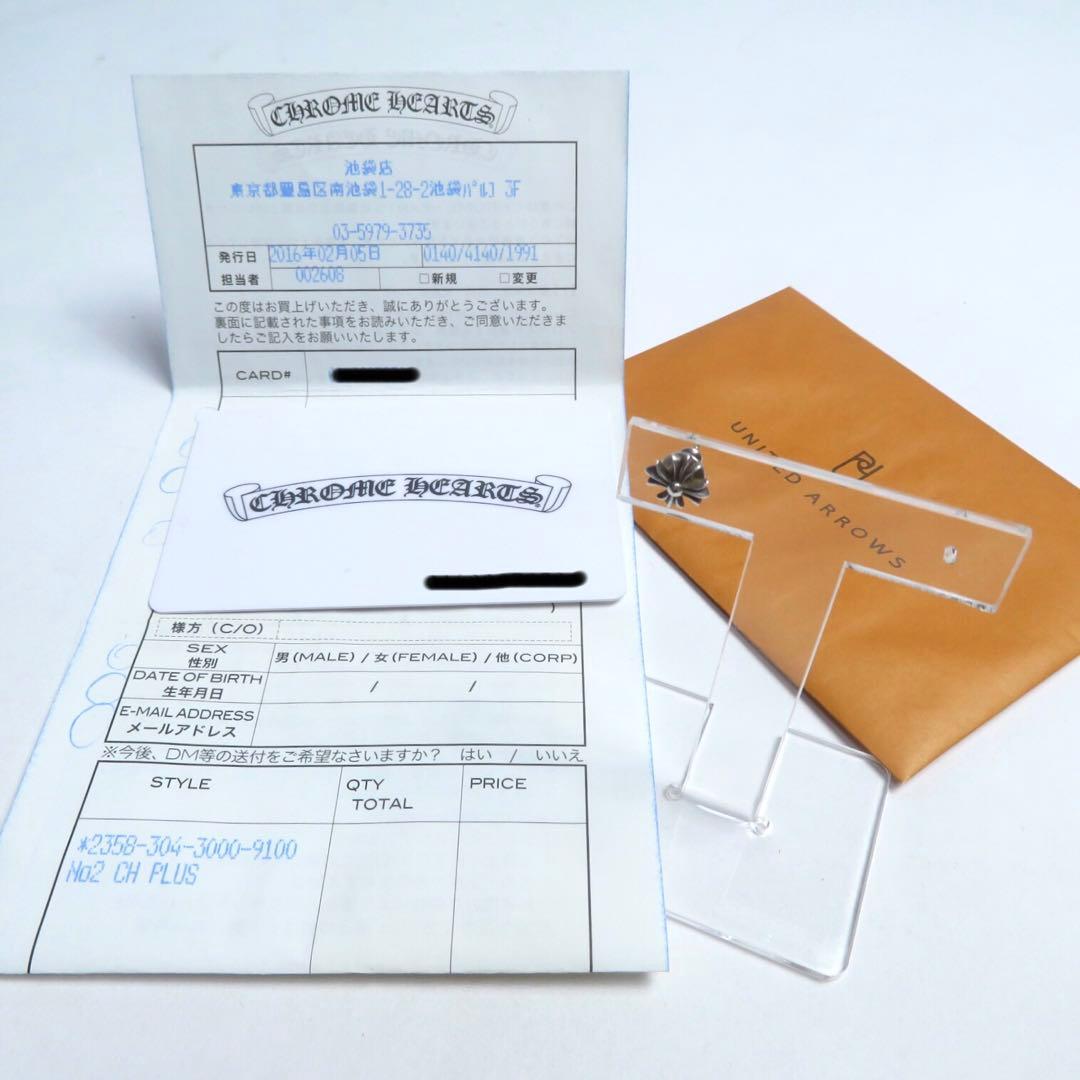 CHROME HEARTS
池袋店
東京都豊島区南池袋1-28-2池袋ﾊﾟﾙｺ 3F
03-5979-3735
発行日 2016年02月05日 0140/4140/1991
担当者 002608 □新規 □変更
この度はお買上げいただき、誠にありがとうございます。
裏面に記載された事項をお読みいただき、ご同意いただきま
したらご記入をお願いいたします。
CARD#
CHROME HEARTS
様方 (C/O)
SEX
性別
男(MALE) / 女(FEMALE) / 他(CORP)
DATE OF BIRTH
生年月日
/ /
E-MAIL ADDRESS
メールアドレス
※今後、DM等の送付をご希望なさいますか? はい / いいえ
STYLE QTY PRICE
TOTAL
*2358-304-3000-9100
No2 CH PLUS
UNITED ARROWS